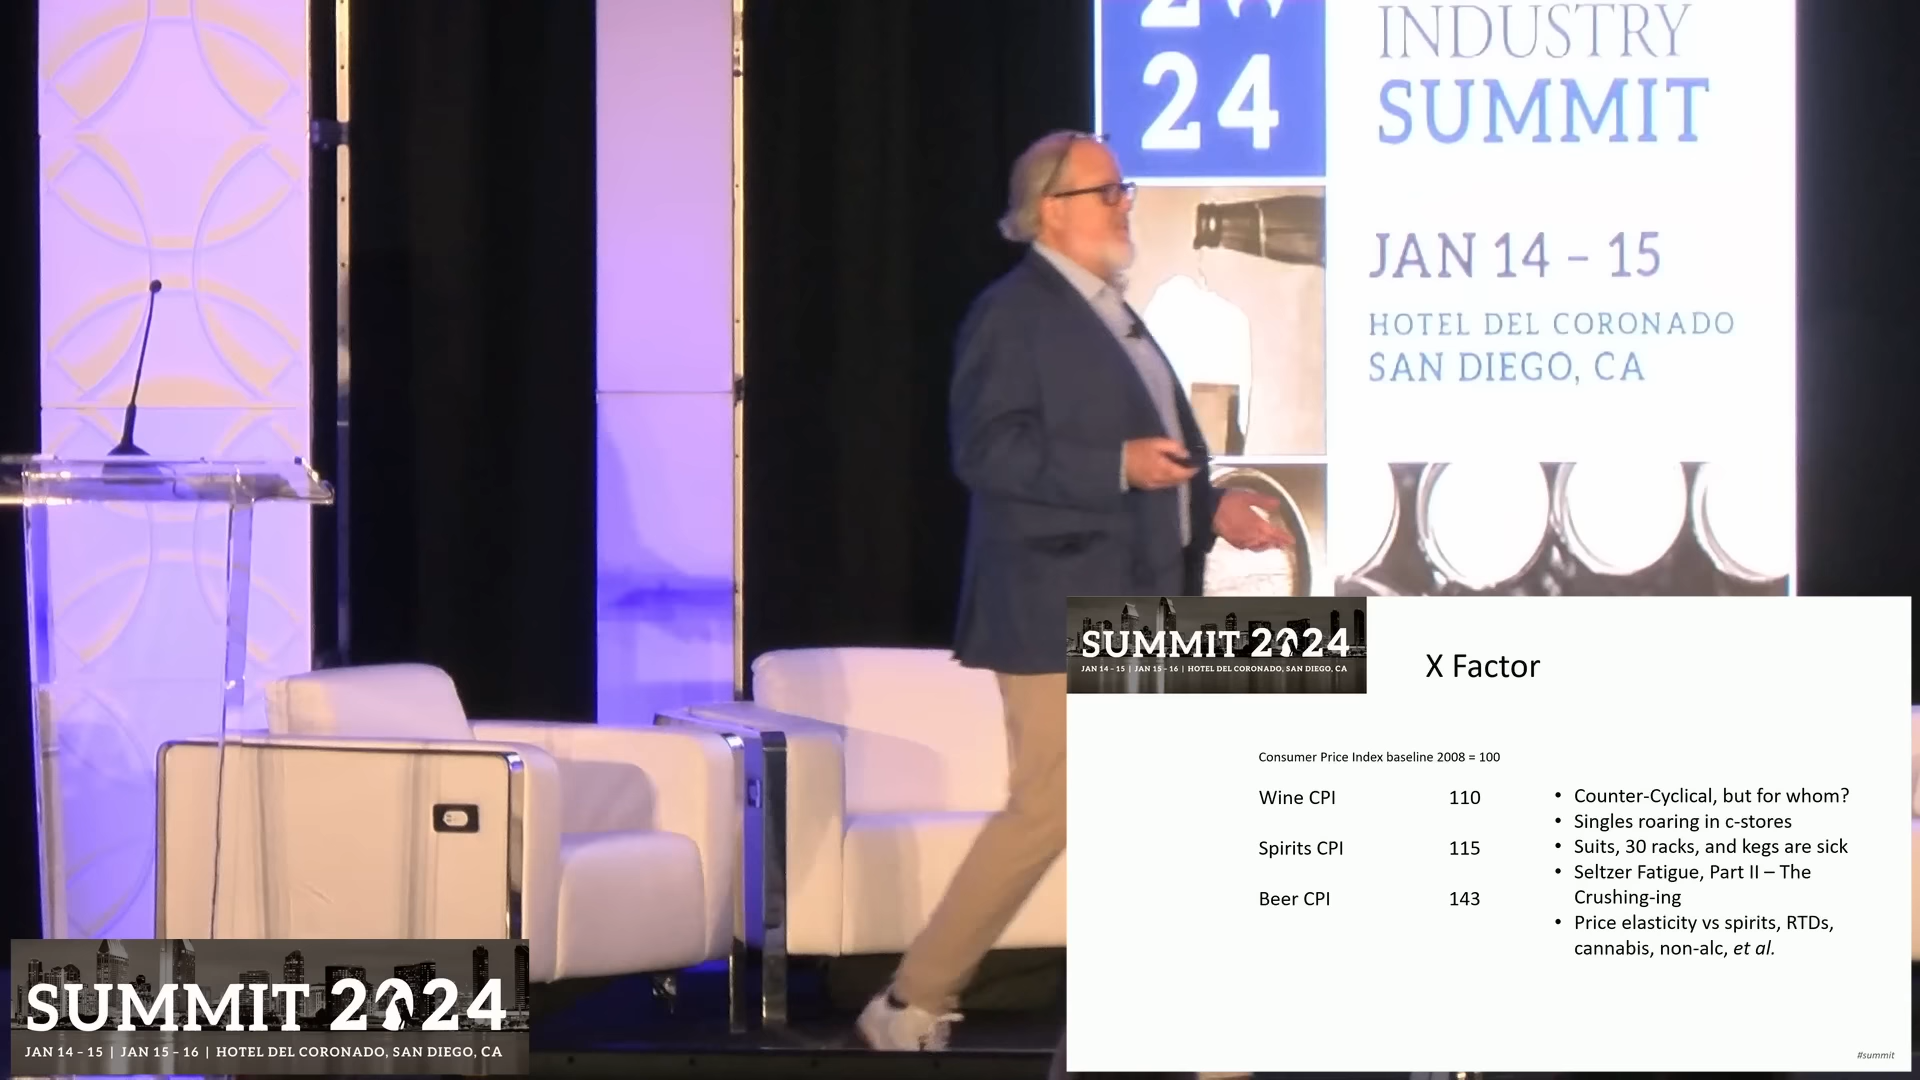 24
INDUSTRY
SUMMIT
JAN 14 – 15
HOTEL DEL CORONADO
SAN DIEGO, CA
SUMMIT 2024
JAN 14 - 15 | JAN 15 - 16 | HOTEL DEL CORONADO, SAN DIEGO, CA
X Factor
Consumer Price Index baseline 2008 = 100
Wine CPI 110
Spirits CPI 115
Beer CPI 143
• Counter-Cyclical, but for whom?
• Singles roaring in c-stores
• Suits, 30 racks, and kegs are sick
• Seltzer Fatigue, Part II – The
Crushing-ing
• Price elasticity vs spirits, RTDs,
cannabis, non-alc, et al.
#summit
SUMMIT 2024
JAN 14 - 15 | JAN 15 - 16 | HOTEL DEL CORONADO, SAN DIEGO, CA